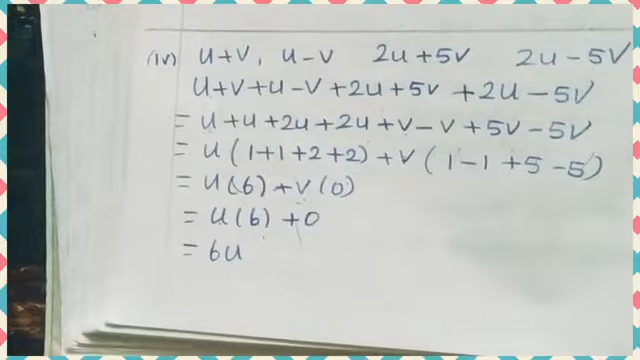 (iv) u+v, u-v 2u+5v 2u-5v
u+v+u-v+2u+5v+2u-5v
= u+u+2u+2u+v-v+5v-5v
= u(1+1+2+2)+v(1-1+5-5)
= u(6)+v(0)
= u(6)+0
= 6u